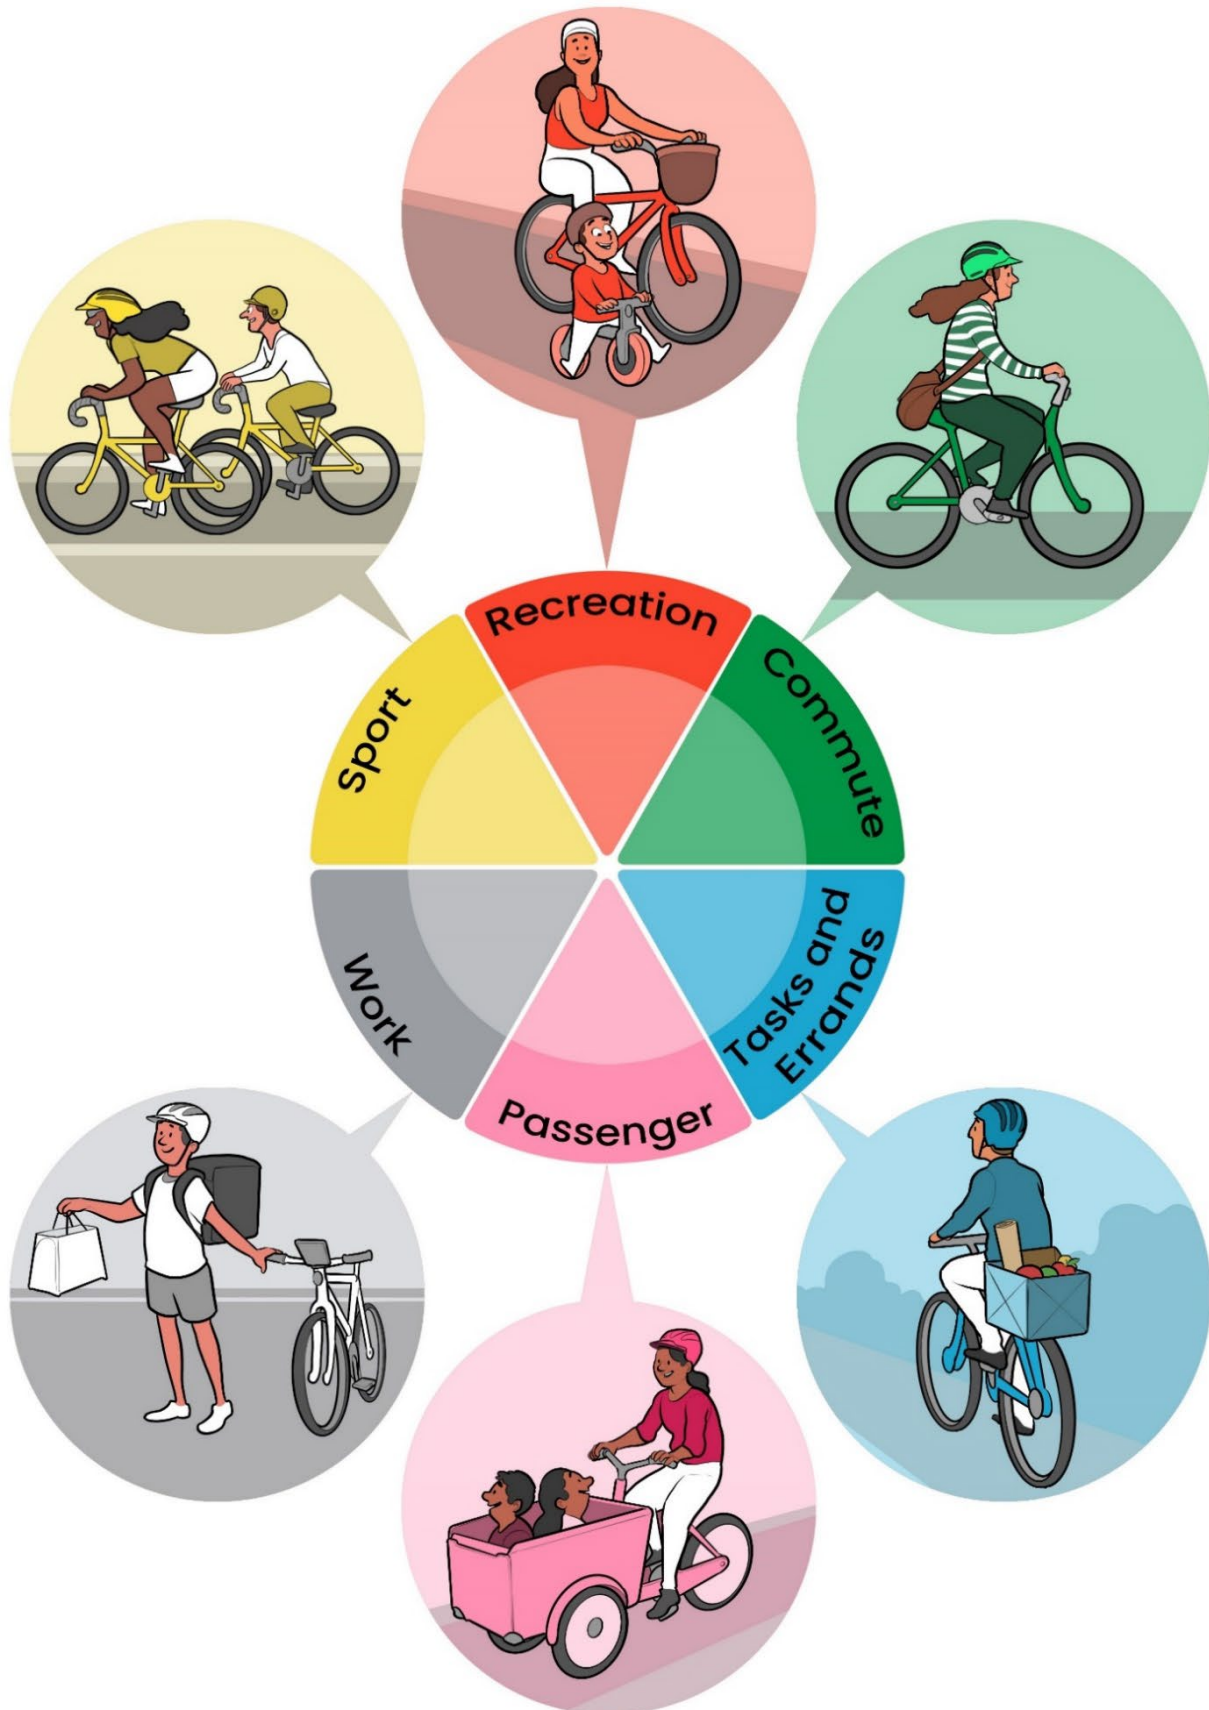 Recreation
Commute
Tasks and
Errands
Passenger
Work
Sport